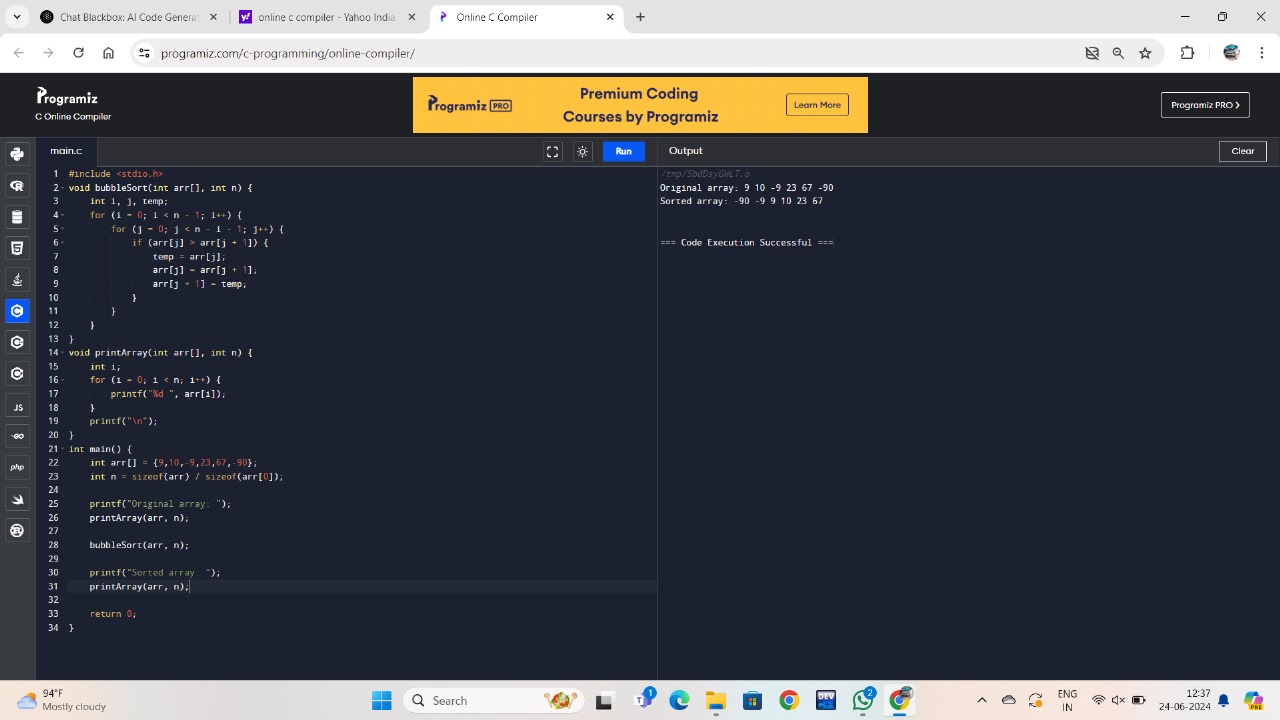 Chat Blackbox: AI Code Genera
online c compiler - Yahoo India
Online C Compiler
programiz.com/c-programming/online-compiler/
Programiz
C Online Compiler
Programiz PRO
Premium Coding
Courses by Programiz
Learn More
Programiz PRO
main.c
Run
Output
Clear
1 #include <stdio.h>
2 void bubbleSort(int arr[], int n) {
3 int i, j, temp;
4 for (i = 0; i < n - 1; i++) {
5 for (j = 0; j < n - i - 1; j++) {
6 if (arr[j] > arr[j + 1]) {
7 temp = arr[j];
8 arr[j] = arr[j + 1];
9 arr[j + 1] = temp;
10 }
11 }
12 }
13 }
14 void printArray(int arr[], int n) {
15 int i;
16 for (i = 0; i < n; i++) {
17 printf("%d ", arr[i]);
18 }
19 printf("\n");
20 }
21 int main() {
22 int arr[] = {9,10,-9,23,67,-90};
23 int n = sizeof(arr) / sizeof(arr[0]);
24
25 printf("Original array: ");
26 printArray(arr, n);
27
28 bubbleSort(arr, n);
29
30 printf("Sorted array: ");
31 printArray(arr, n);
32
33 return 0;
34 }
/tmp/SbdDsyGWLT.o
Original array: 9 10 -9 23 67 -90
Sorted array: -90 -9 9 10 23 67
=== Code Execution Successful ===
JS
GO
php
94°F
Mostly cloudy
Search
1
DEV
2
ENG
IN
12:37
24-06-2024
PRE